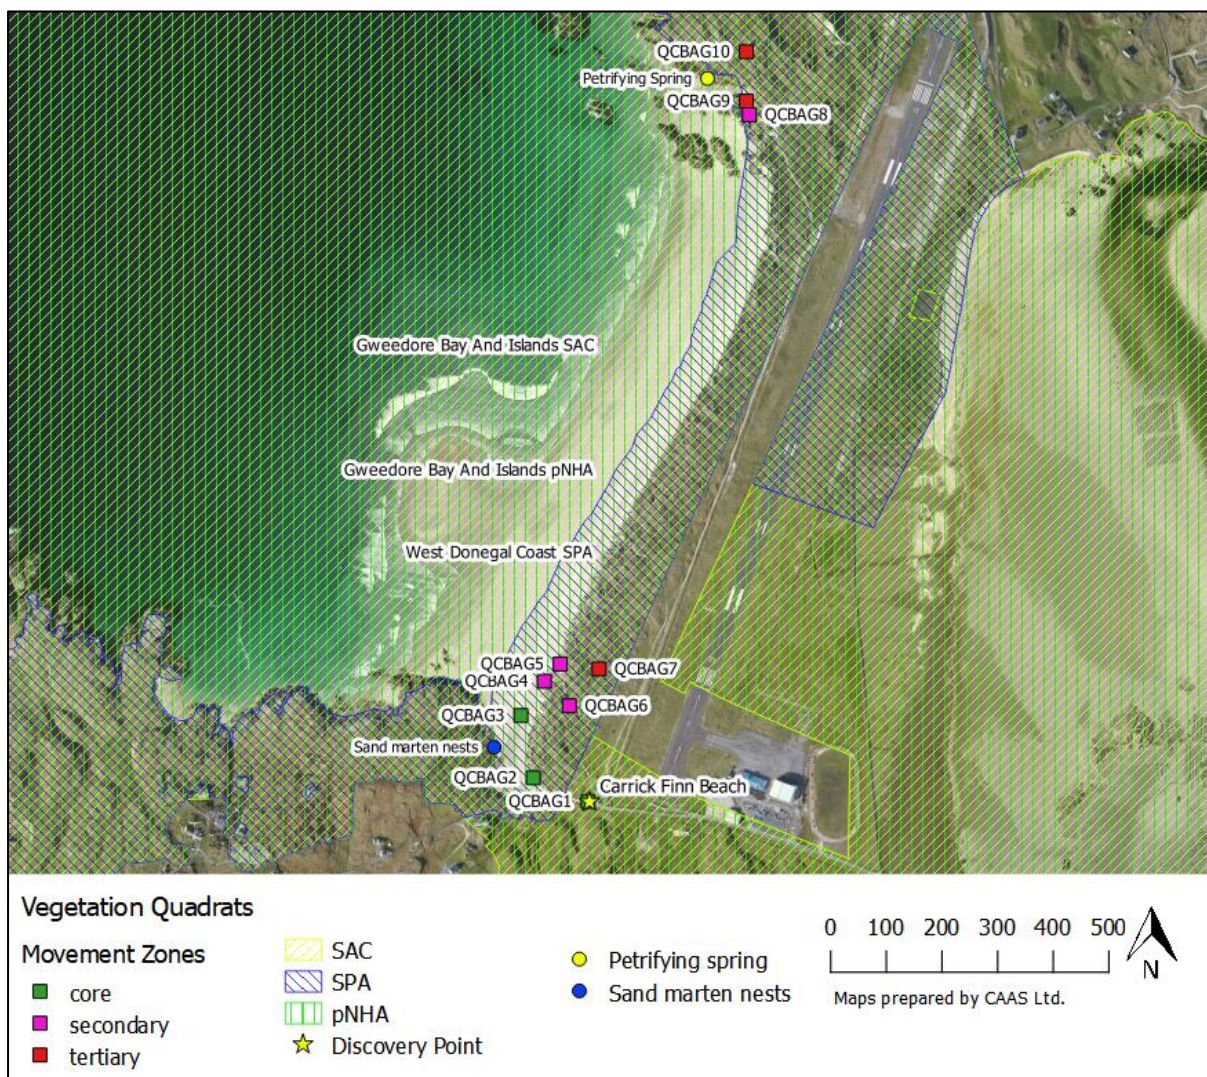 QCBAG10
Petrifying Spring
QCBAG9
QCBAG8
Gweedore Bay And Islands SAC
Gweedore Bay And Islands pNHA
West Donegal Coast SPA
QCBAG5
QCBAG7
QCBAG4
QCBAG6
QCBAG3
Sand marten nests
QCBAG2
Carrick Finn Beach
QCBAG1
Vegetation Quadrats
Movement Zones
core
secondary
tertiary
SAC
SPA
pNHA
Discovery Point
Petrifying spring
Sand marten nests
0 100 200 300 400 500
Maps prepared by CAAS Ltd.
N